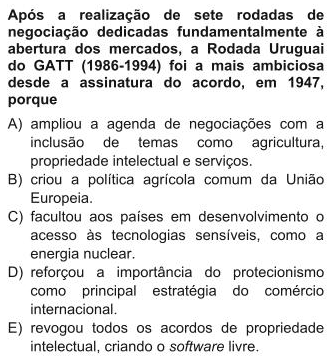 Após a realização de sete rodadas de
negociação dedicadas fundamentalmente à
abertura dos mercados, a Rodada Uruguai
do GATT (1986-1994) foi a mais ambiciosa
desde a assinatura do acordo, em 1947,
porque
A) ampliou a agenda de negociações com a
inclusão de temas como agricultura,
propriedade intelectual e serviços.
B) criou a política agrícola comum da União
Europeia.
C) facultou aos países em desenvolvimento o
acesso às tecnologias sensíveis, como a
energia nuclear.
D) reforçou a importância do protecionismo
como principal estratégia do comércio
internacional.
E) revogou todos os acordos de propriedade
intelectual, criando o software livre.